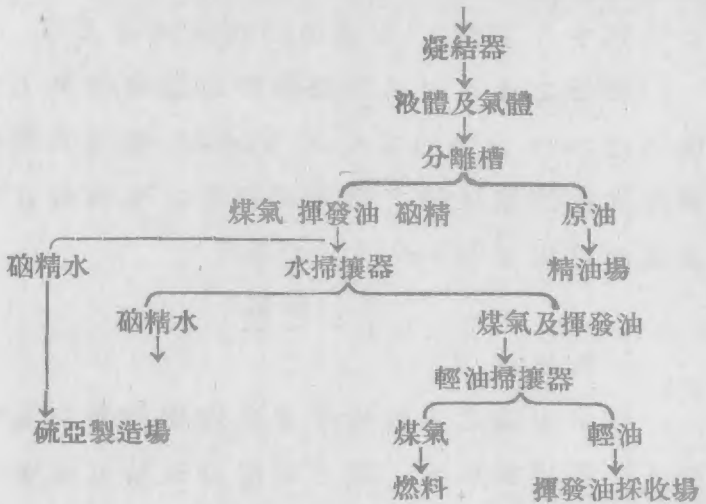 凝結器
液體及氣體
分離槽
煤氣 揮發油 硇精 原油
硇精水 水掃攘器 精油場
硇精水 煤氣及揮發油
輕油掃攘器
硫亞製造場 煤氣 輕油
燃料 揮發油採收場